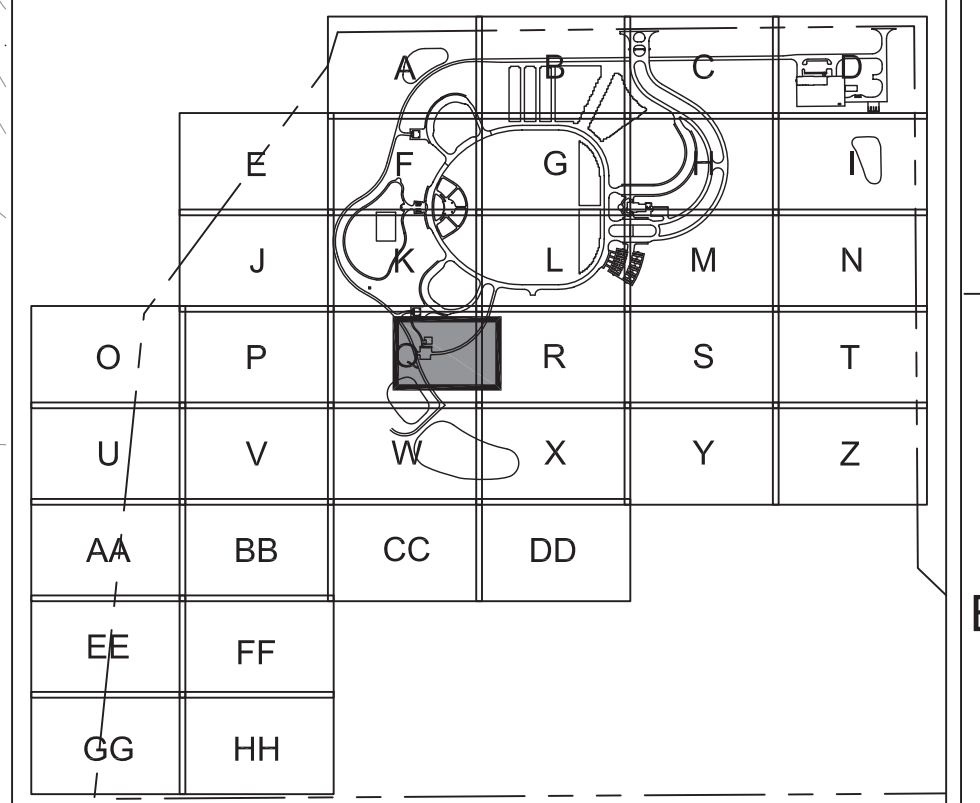 A B C D
E F G H I
J K L M N
O P R S T
U V W X Y Z
AA BB CC DD
EE FF
GG HH